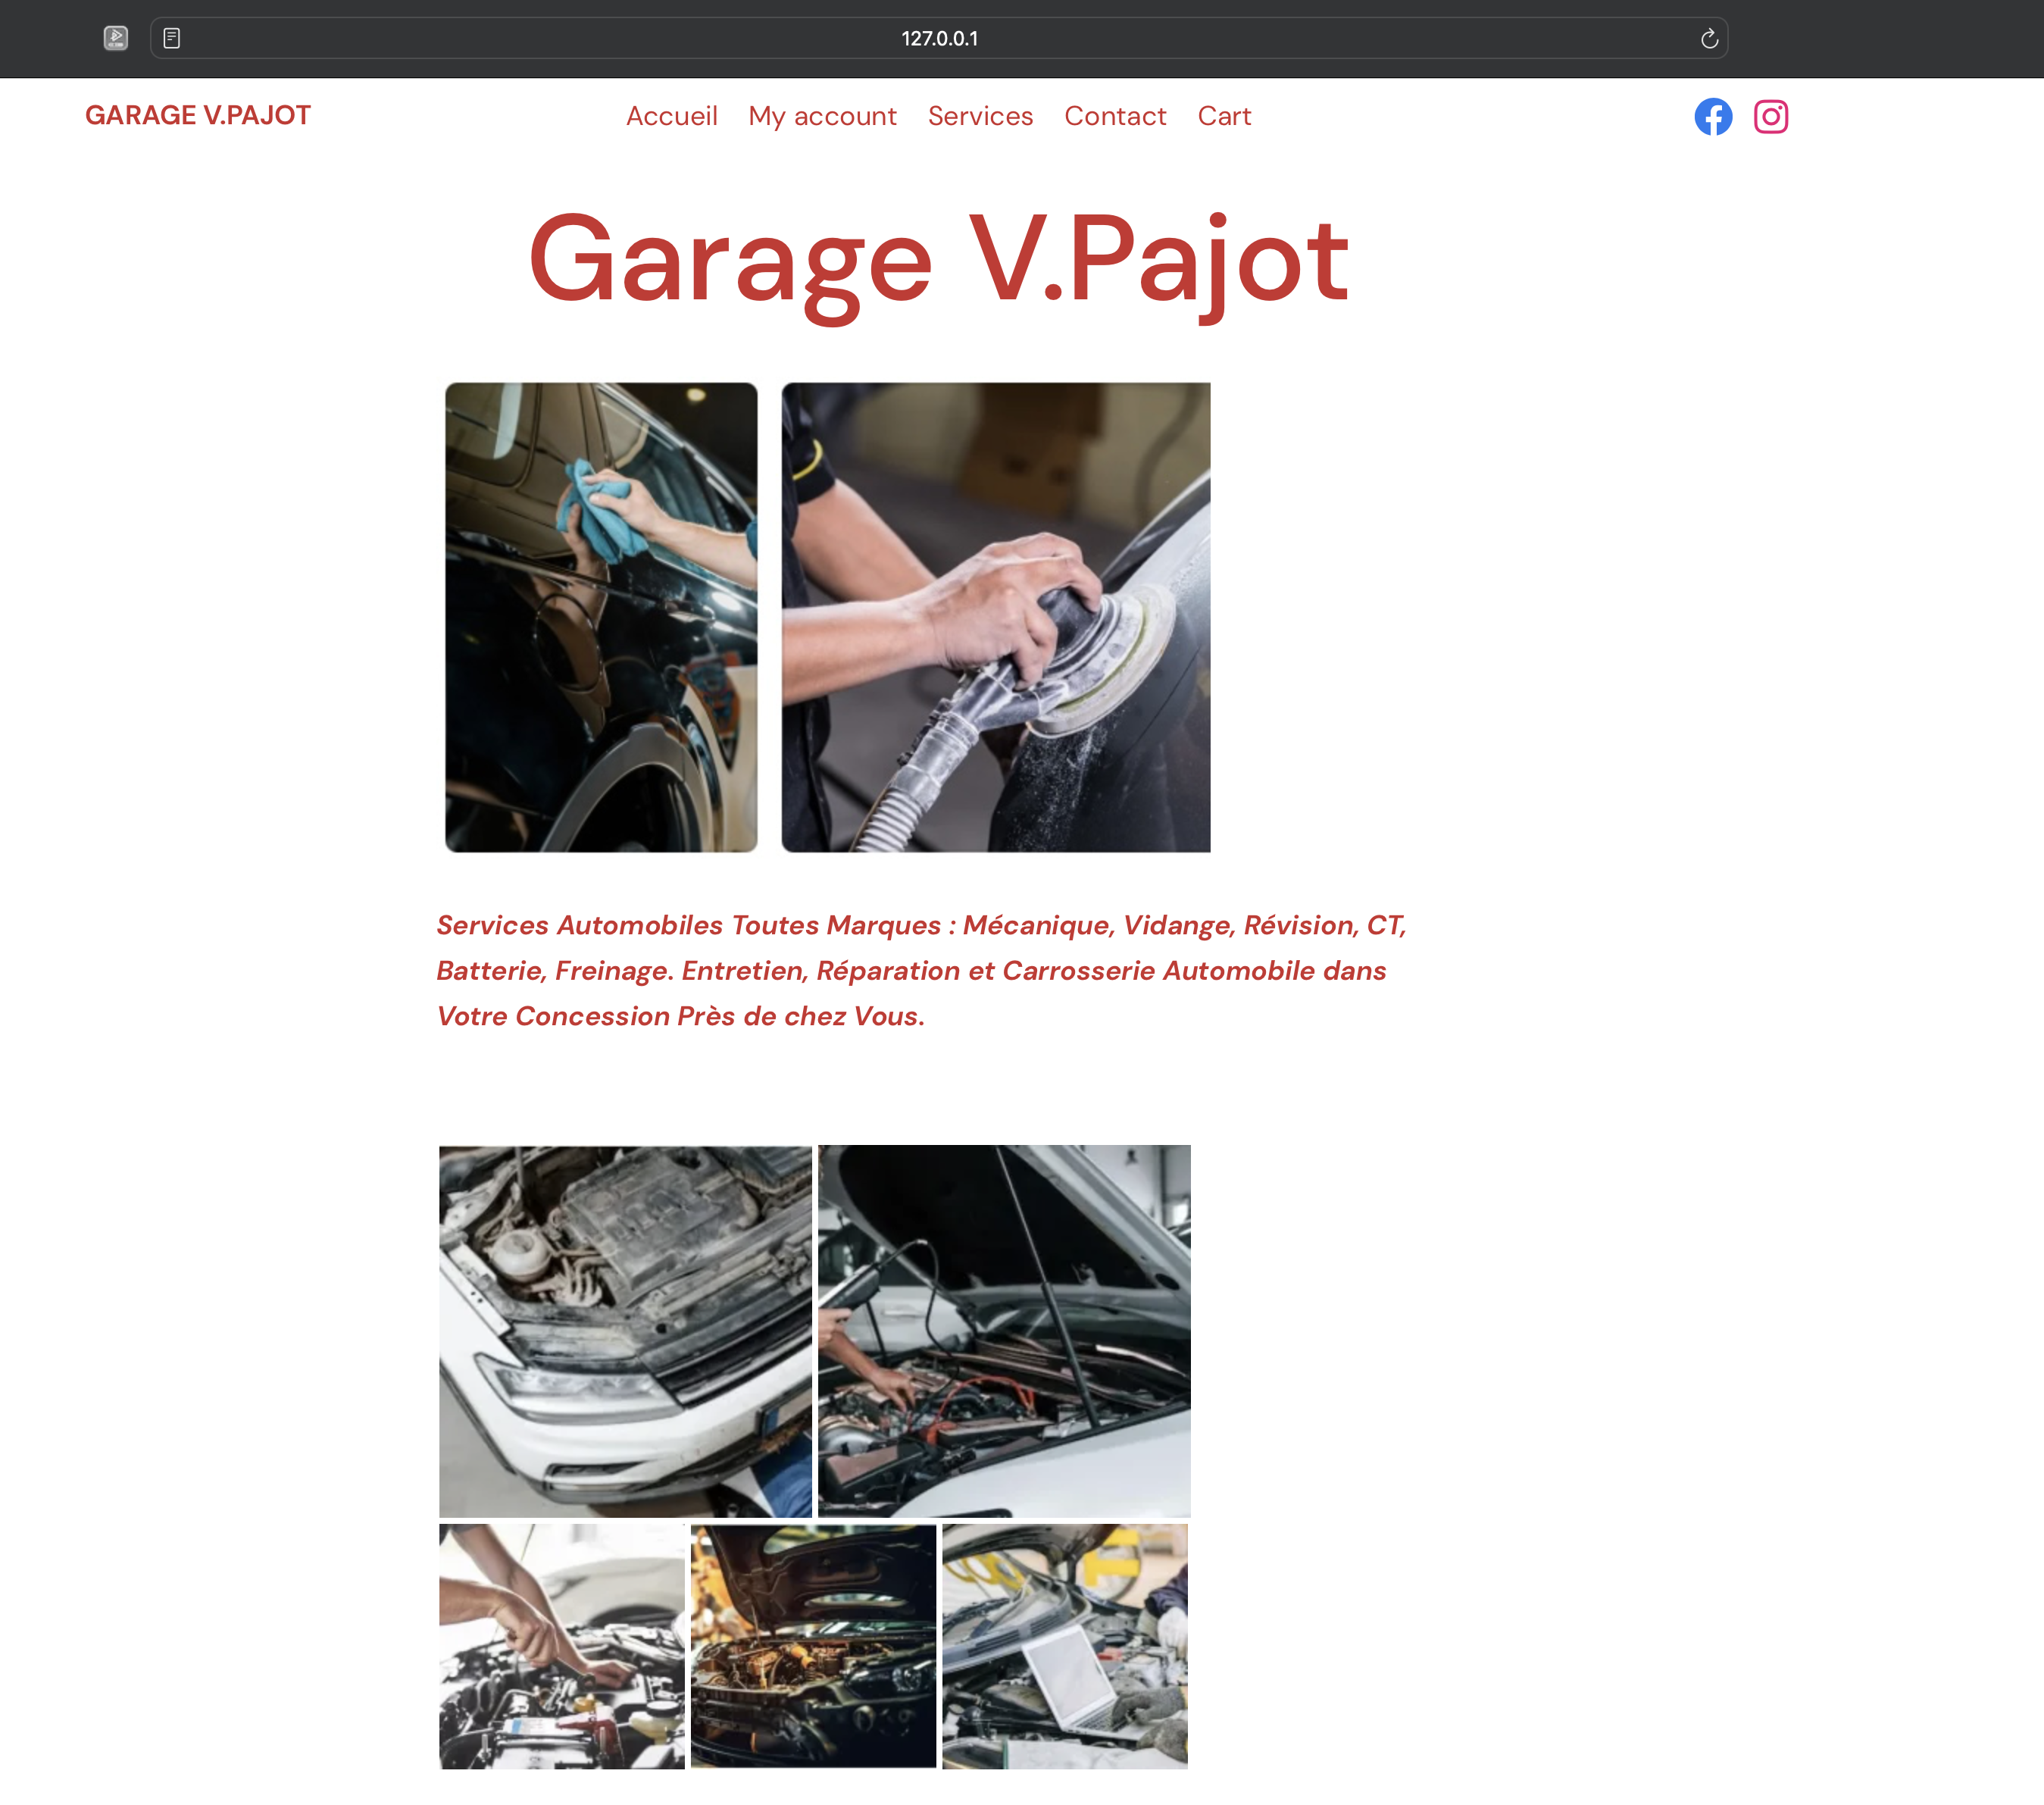 127.0.0.1
GARAGE V.PAJOT
Accueil My account Services Contact Cart
Garage V.Pajot
Services Automobiles Toutes Marques : Mécanique, Vidange, Révision, CT,
Batterie, Freinage. Entretien, Réparation et Carrosserie Automobile dans
Votre Concession Près de chez Vous.